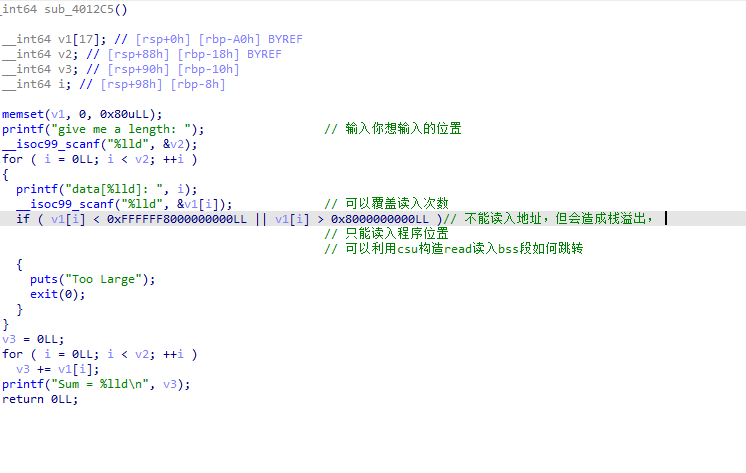 _int64 sub_4012C5()
__int64 v1[17]; // [rsp+0h] [rbp-A0h] BYREF
__int64 v2; // [rsp+88h] [rbp-18h] BYREF
__int64 v3; // [rsp+90h] [rbp-10h]
__int64 i; // [rsp+98h] [rbp-8h]
memset(v1, 0, 0x80uLL);
printf("give me a length: "); // 输入你想输入的位置
__isoc99_scanf("%lld", &v2);
for ( i = 0LL; i < v2; ++i )
{
printf("data[%lld]: ", i);
__isoc99_scanf("%lld", &v1[i]); // 可以覆盖读入次数
if ( v1[i] < 0xFFFFFF8000000000LL || v1[i] > 0x8000000000LL )// 不能读入地址，但会造成栈溢出，
// 只能读入程序位置
// 可以利用csu构造read读入bss段如何跳转
{
puts("Too Large");
exit(0);
}
}
v3 = 0LL;
for ( i = 0LL; i < v2; ++i )
v3 += v1[i];
printf("Sum = %lld\n", v3);
return 0LL;